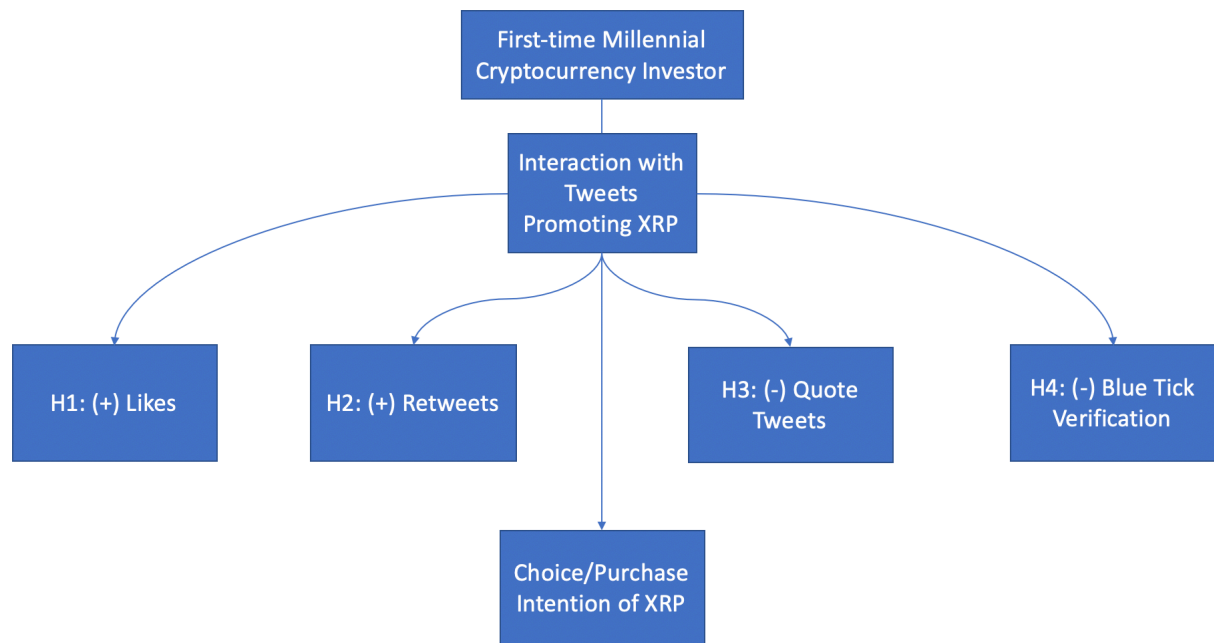 First-time Millennial
Cryptocurrency Investor
Interaction with
Tweets
Promoting XRP
H1: (+) Likes
H2: (+) Retweets
H3: (-) Quote
Tweets
H4: (-) Blue Tick
Verification
Choice/Purchase
Intention of XRP